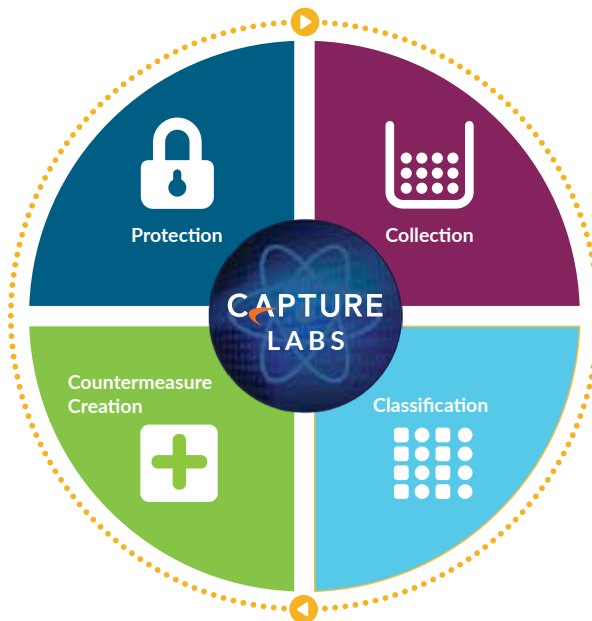 Protection
Collection
CAPTURE
LABS
Countermeasure
Creation
Classification